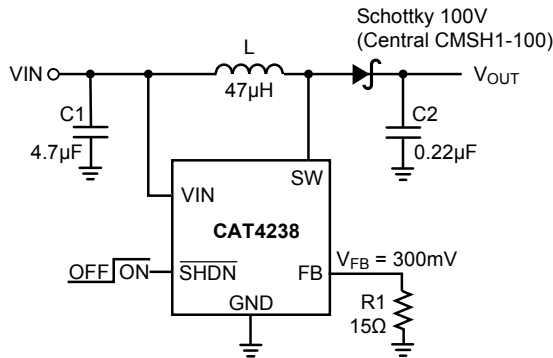 Schottky 100V
(Central CMSH1-100)
L
VIN
VOUT
47µH
C1
4.7µF
C2
0.22µF
SW
VIN
CAT4238
VFB = 300mV
OFF ON
SHDN
FB
GND
R1
15Ω